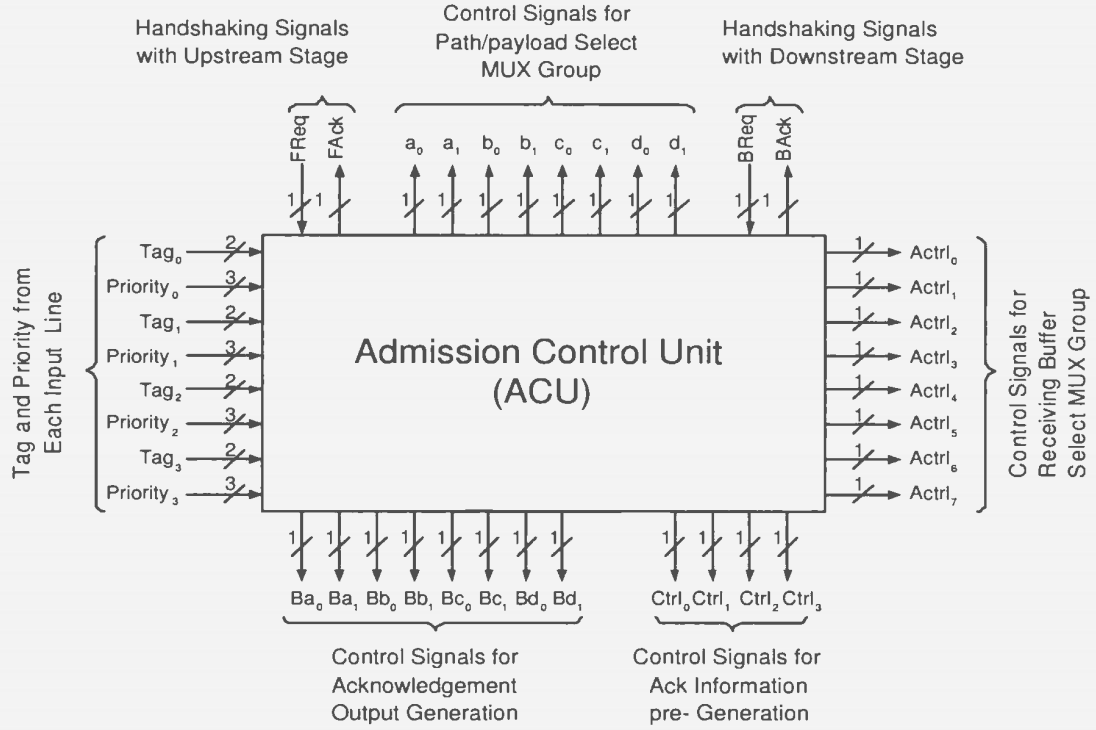 Handshaking Signals
with Upstream Stage
Control Signals for
Path/payload Select
MUX Group
Handshaking Signals
with Downstream Stage
FReq
FAck
a₀ a₁ b₀ b₁ c₀ c₁ d₀ d₁
BReq
BAck
1 1 1 1 1 1 1 1 1 1 1 1
Tag and Priority from
Each Input Line
Tag₀ 2
Priority₀ 3
Tag₁ 2
Priority₁ 3
Tag₂ 2
Priority₂ 3
Tag₃ 2
Priority₃ 3
Admission Control Unit
(ACU)
1 Actrl₀
1 Actrl₁
1 Actrl₂
1 Actrl₃
1 Actrl₄
1 Actrl₅
1 Actrl₆
1 Actrl₇
Control Signals for
Receiving Buffer
Select MUX Group
1 1 1 1 1 1 1 1 1 1 1 1
Ba₀ Ba₁ Bb₀ Bb₁ Bc₀ Bc₁ Bd₀ Bd₁
Ctrl₀ Ctrl₁ Ctrl₂ Ctrl₃
Control Signals for
Acknowledgement
Output Generation
Control Signals for
Ack Information
pre- Generation